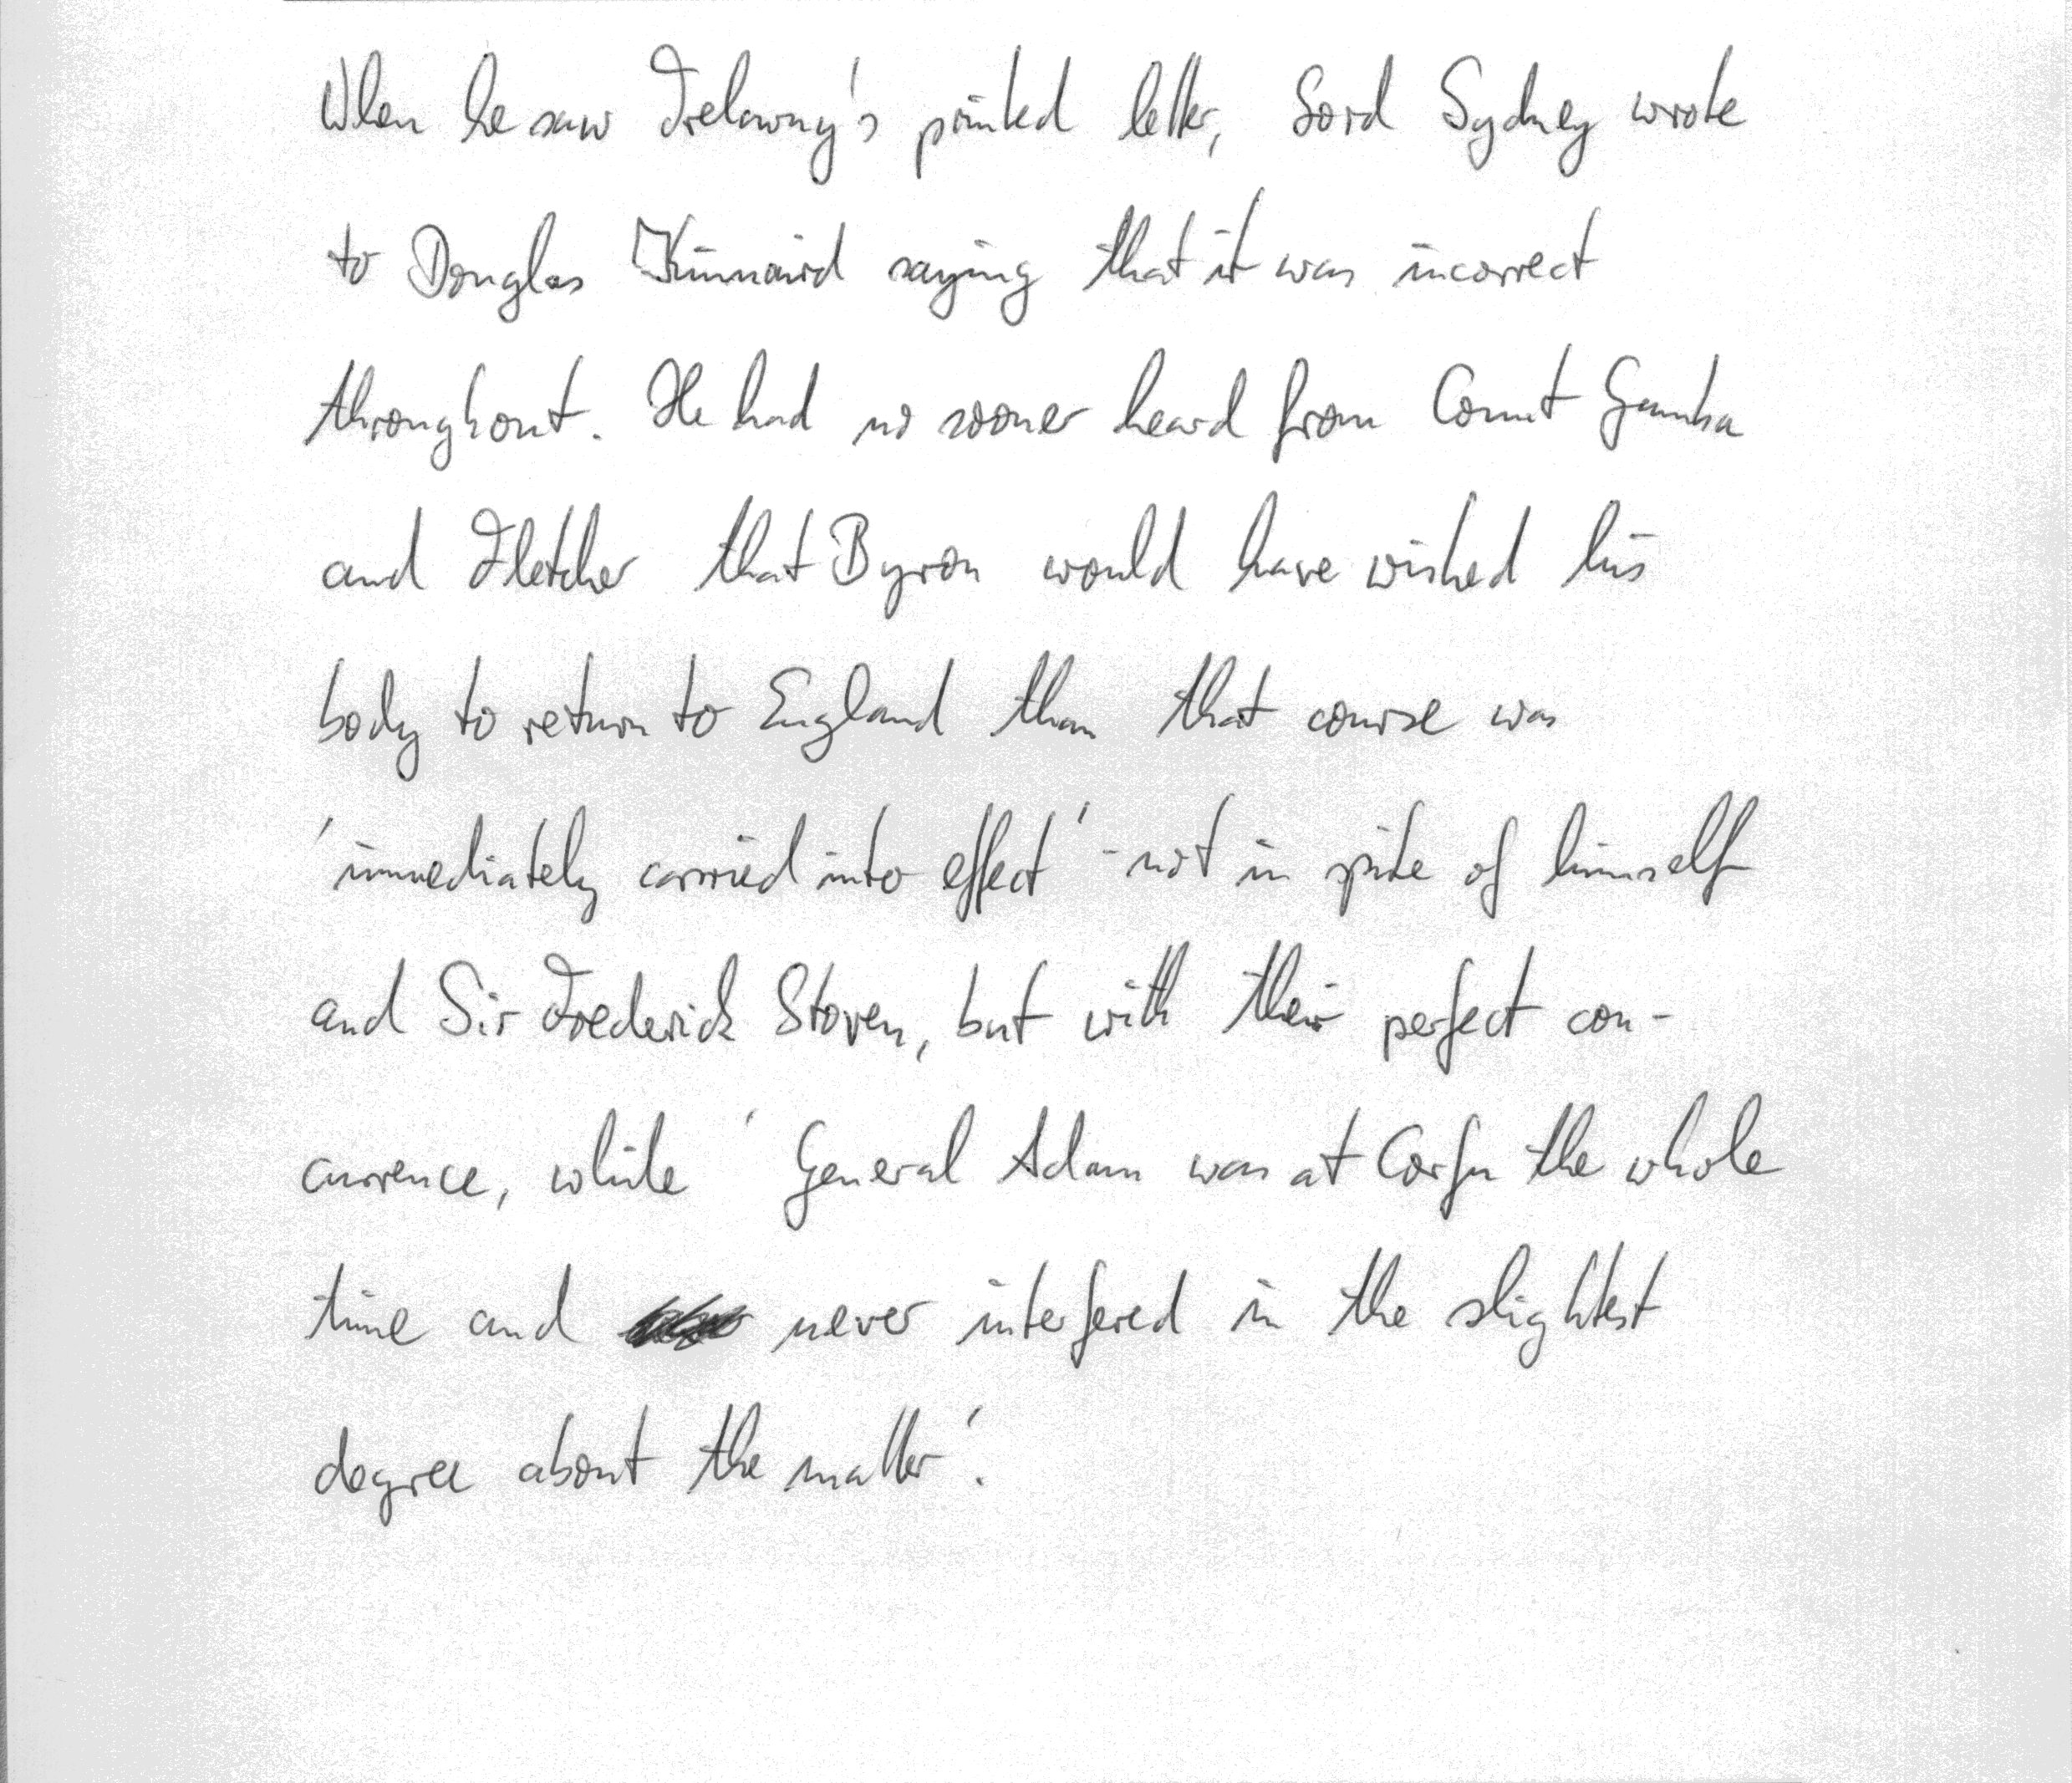 When he saw Trelawny's printed letter, Lord Sydney wrote
to Douglas Kinnaird saying that it was incorrect
throughout. He had no sooner heard from Count Gamba
and Fletcher that Byron would have wished his
body to return to England than that course was
'immediately carried into effect' - not in spite of himself
and Sir Frederick Stoven, but with their perfect con-
currence, while 'General Adam was at Corfu the whole
time and never interfered in the slightest
degree about the matter'.